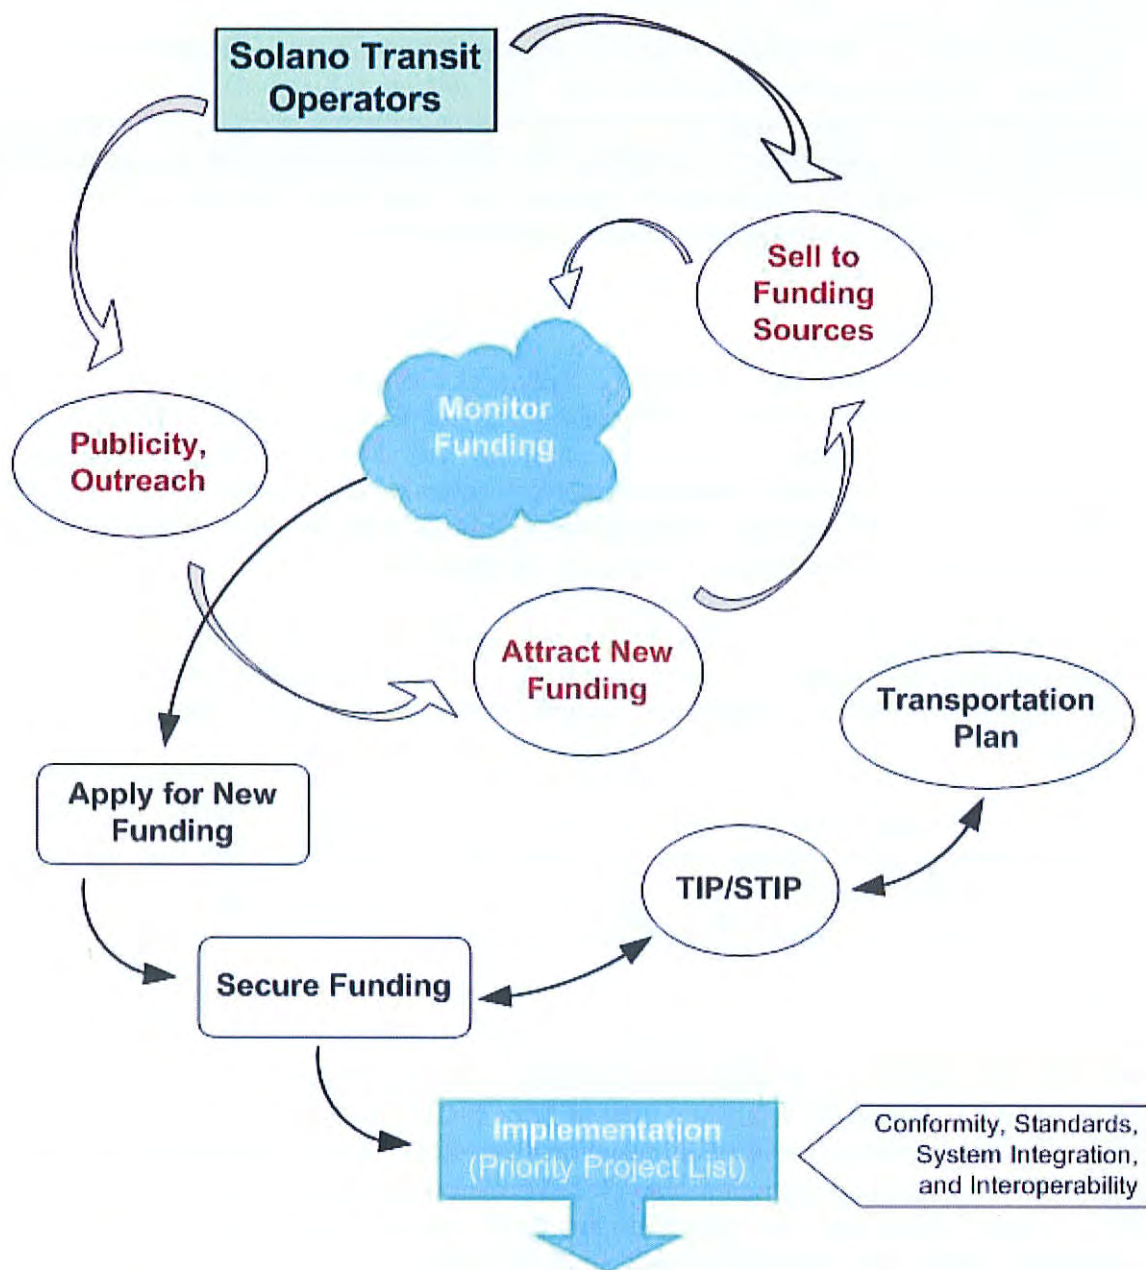 Solano Transit
Operators
Sell to
Funding
Sources
Monitor
Funding
Publicity,
Outreach
Attract New
Funding
Transportation
Plan
Apply for New
Funding
TIP/STIP
Secure Funding
Implementation
(Priority Project List)
Conformity, Standards,
System Integration,
and Interoperability